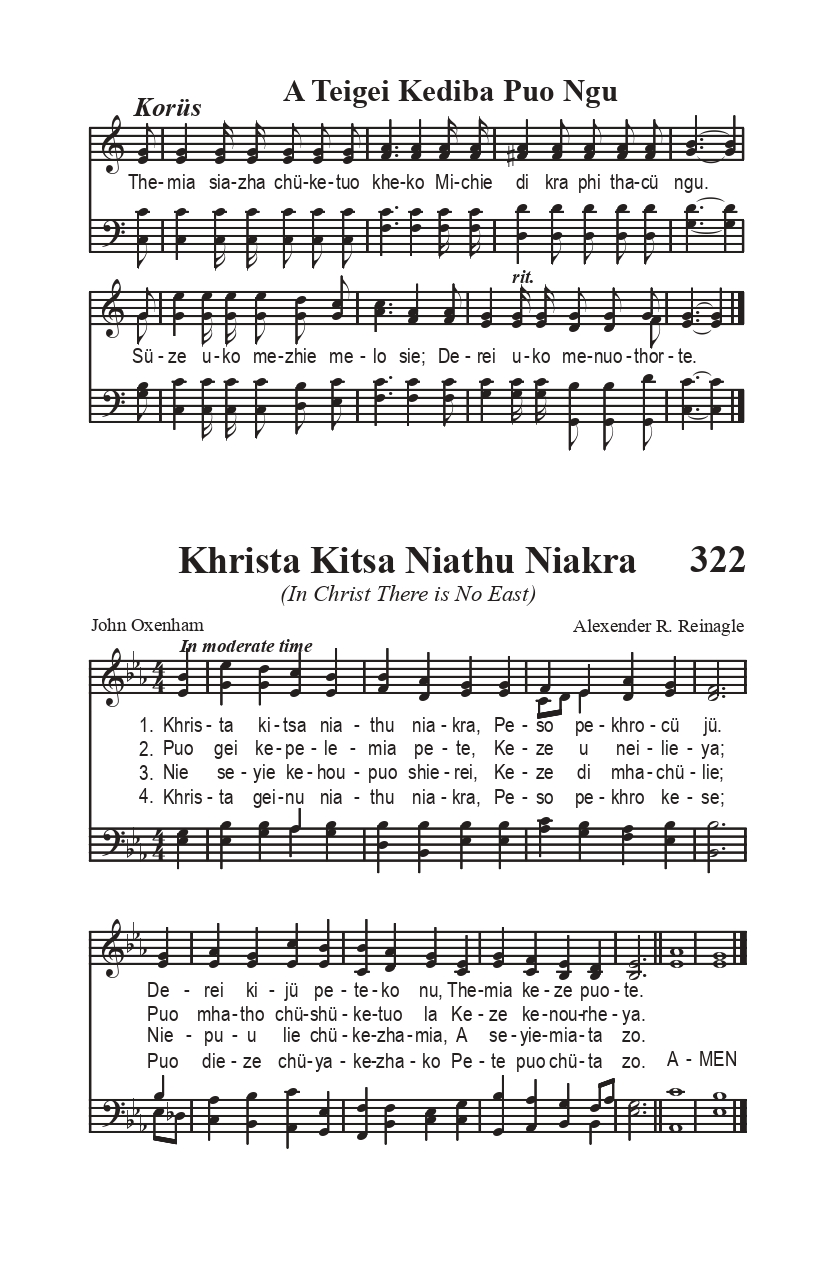 A Teigei Kediba Puo Ngu
Korüs
The-mia sia-zha chü-ke-tuo khe-ko Mi-chie di kra phi tha-cü ngu.
rit.
Sü-ze u-ko me-zhie me-lo sie; De-rei u-ko me-nuo-thor-te.
Khrista Kitsa Niathu Niakra 322
(In Christ There is No East)
John Oxenham Alexender R. Reinagle
In moderate time
1. Khris-ta ki-tsa nia-thu nia-kra, Pe-so pe-khro-cü jü.
2. Puo gei ke-pe-le-mia pe-te, Ke-ze u nei-lie-ya;
3. Nie se-yie ke-hou-puo shie-rei, Ke-ze di mha-chü-lie;
4. Khris-ta gei-nu nia-thu nia-kra, Pe-so pe-khro ke-se;
De-rei ki-jü pe-te-ko nu, The-mia ke-ze puo-te.
Puo mha-tho chü-shü-ke-tuo la Ke-ze ke-nou-rhe-ya.
Nie-pu-u lie chü-ke-zha-mia, A se-yie-mia-ta zo.
Puo die-ze chü-ya-ke-zha-ko Pe-te puo chü-ta zo. A-MEN